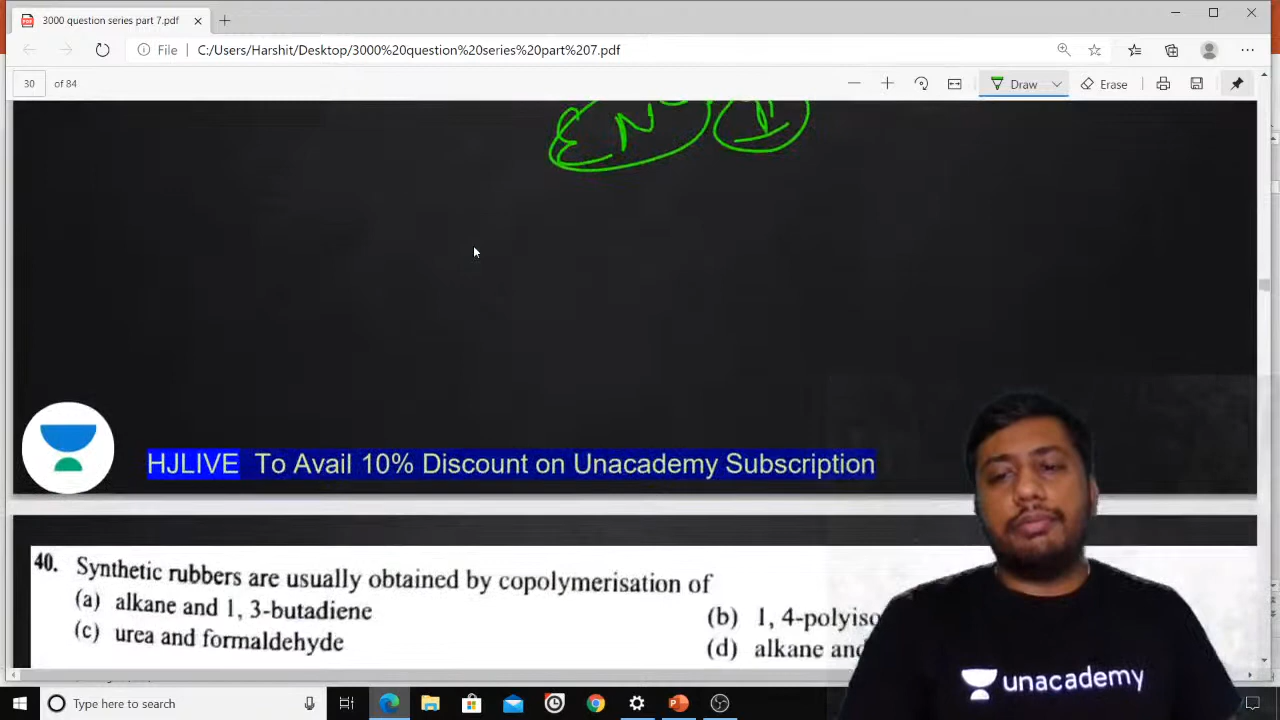 3000 question series part 7.pdf
File C:/Users/Harshit/Desktop/3000%20question%20series%20part%207.pdf
30 of 84
Draw
Erase
EN
HJLIVE To Avail 10% Discount on Unacademy Subscription
40. Synthetic rubbers are usually obtained by copolymerisation of
(a) alkane and 1, 3-butadiene
(b) 1, 4-polyiso
(c) urea and formaldehyde
(d) alkane and
unacademy
Type here to search